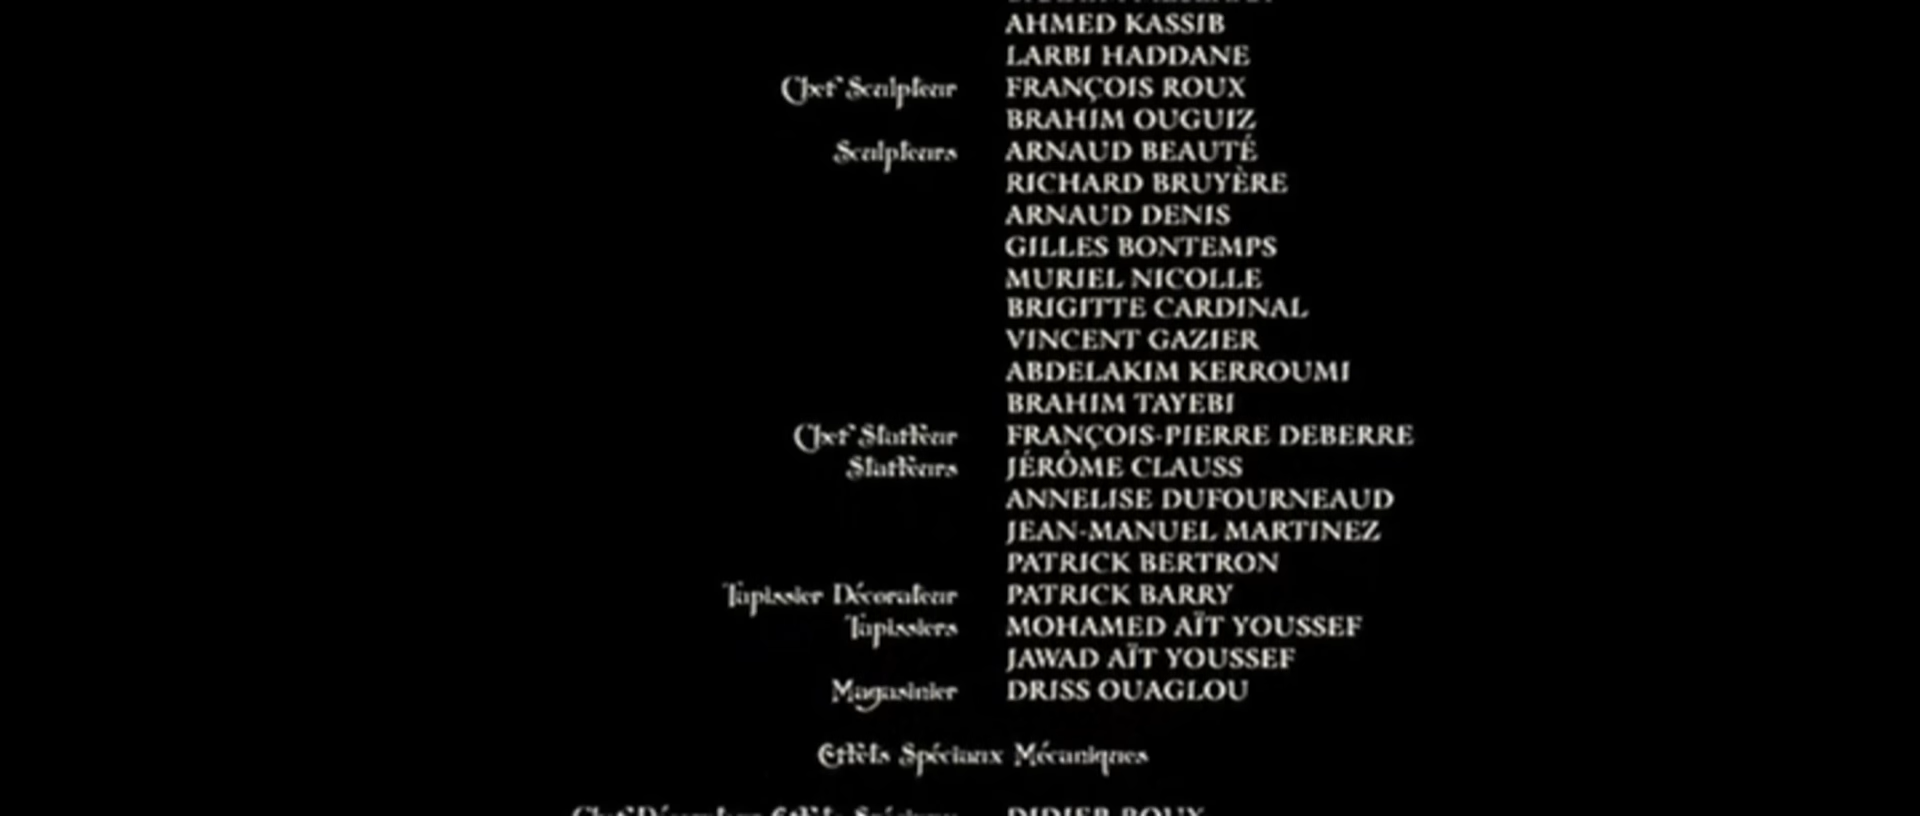 AHMED KASSIB
LARBI HADDANE
Chef Sculpteur FRANÇOIS ROUX
BRAHIM OUGUIZ
Sculpteurs ARNAUD BEAUTÉ
RICHARD BRUYÈRE
ARNAUD DENIS
GILLES BONTEMPS
MURIEL NICOLLE
BRIGITTE CARDINAL
VINCENT GAZIER
ABDELAKIM KERROUMI
BRAHIM TAYEBI
Chef Staffeur FRANÇOIS-PIERRE DEBERRE
Staffeurs JÉRÔME CLAUSS
ANNELISE DUFOURNEAUD
JEAN-MANUEL MARTINEZ
PATRICK BERTRON
Tapissier Décorateur PATRICK BARRY
Tapissiers MOHAMED AÏT YOUSSEF
JAWAD AÏT YOUSSEF
Magasinier DRISS OUAGLOU
Effets Spéciaux Mécaniques
DIDIER ROUX